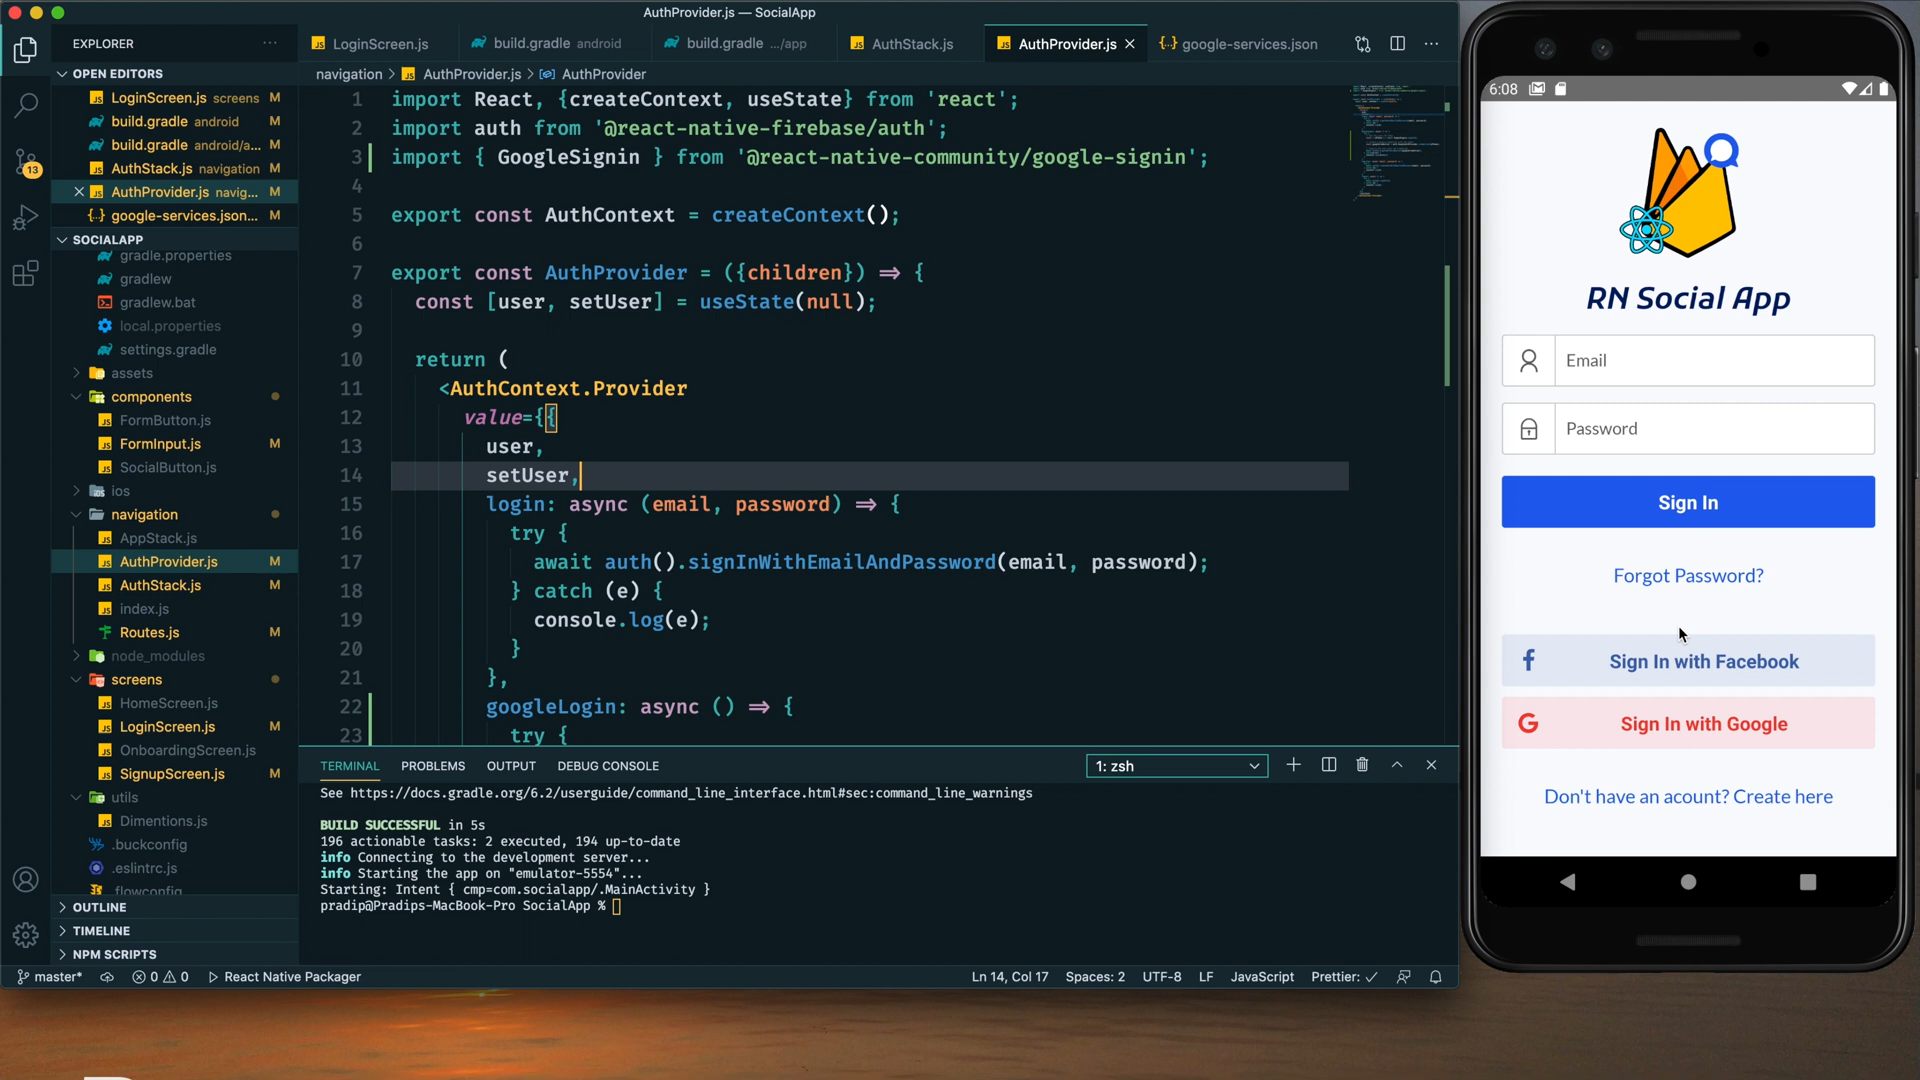 AuthProvider.js — SocialApp
EXPLORER
LoginScreen.js
build.gradle android
build.gradle .../app
AuthStack.js
AuthProvider.js
google-services.json
OPEN EDITORS
LoginScreen.js screens M
build.gradle android M
build.gradle android/a... M
AuthStack.js navigation M
AuthProvider.js navig... M
google-services.json... M
SOCIALAPP
gradle.properties
gradlew
gradlew.bat
local.properties
settings.gradle
assets
components
FormButton.js
FormInput.js M
SocialButton.js
ios
navigation
AppStack.js
AuthProvider.js M
AuthStack.js M
index.js
Routes.js M
node_modules
screens
HomeScreen.js
LoginScreen.js M
OnboardingScreen.js
SignupScreen.js M
utils
Dimentions.js
.buckconfig
.eslintrc.js
.flowconfig
OUTLINE
TIMELINE
NPM SCRIPTS
13
navigation > AuthProvider.js > AuthProvider
1 import React, {createContext, useState} from 'react';
2 import auth from '@react-native-firebase/auth';
3 import { GoogleSignin } from '@react-native-community/google-signin';
4
5 export const AuthContext = createContext();
6
7 export const AuthProvider = ({children}) => {
8 const [user, setUser] = useState(null);
9
10 return (
11 <AuthContext.Provider
12 value={{
13 user,
14 setUser,
15 login: async (email, password) => {
16 try {
17 await auth().signInWithEmailAndPassword(email, password);
18 } catch (e) {
19 console.log(e);
20 }
21 },
22 googleLogin: async () => {
23 try {
TERMINAL PROBLEMS OUTPUT DEBUG CONSOLE
1: zsh
See https://docs.gradle.org/6.2/userguide/command_line_interface.html#sec:command_line_warnings
BUILD SUCCESSFUL in 5s
196 actionable tasks: 2 executed, 194 up-to-date
info Connecting to the development server...
info Starting the app on "emulator-5554"...
Starting: Intent { cmp=com.socialapp/.MainActivity }
pradip@Pradips-MacBook-Pro SocialApp %
master* 0 0 React Native Packager
Ln 14, Col 17 Spaces: 2 UTF-8 LF JavaScript Prettier: ✓
6:08
RN Social App
Email
Password
Sign In
Forgot Password?
Sign In with Facebook
Sign In with Google
Don't have an acount? Create here